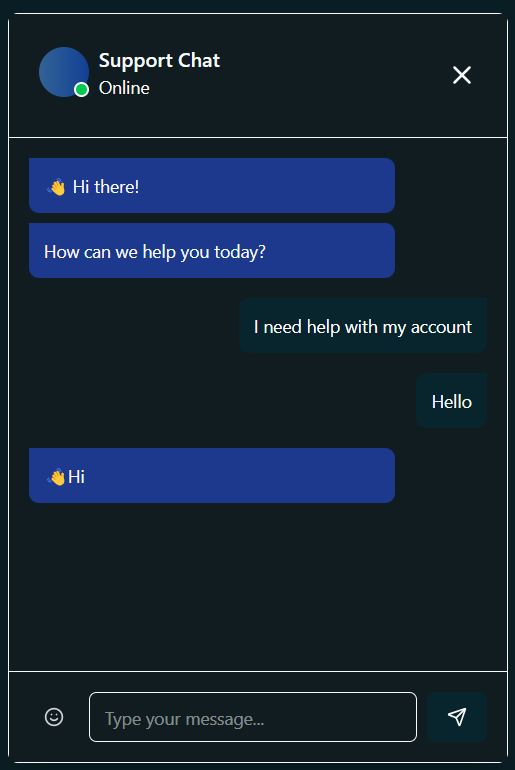 Support Chat
Online
👋 Hi there!
How can we help you today?
I need help with my account
Hello
👋Hi
Type your message...